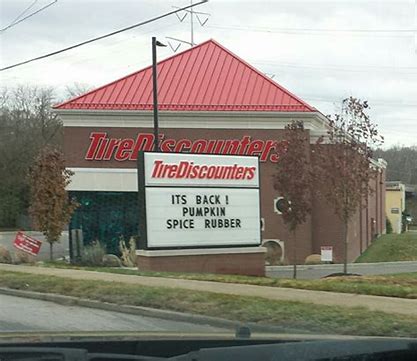 TIREDISCOUNTERS
TIREDISCOUNTERS
ITS BACK!
PUMPKIN
SPICE RUBBER